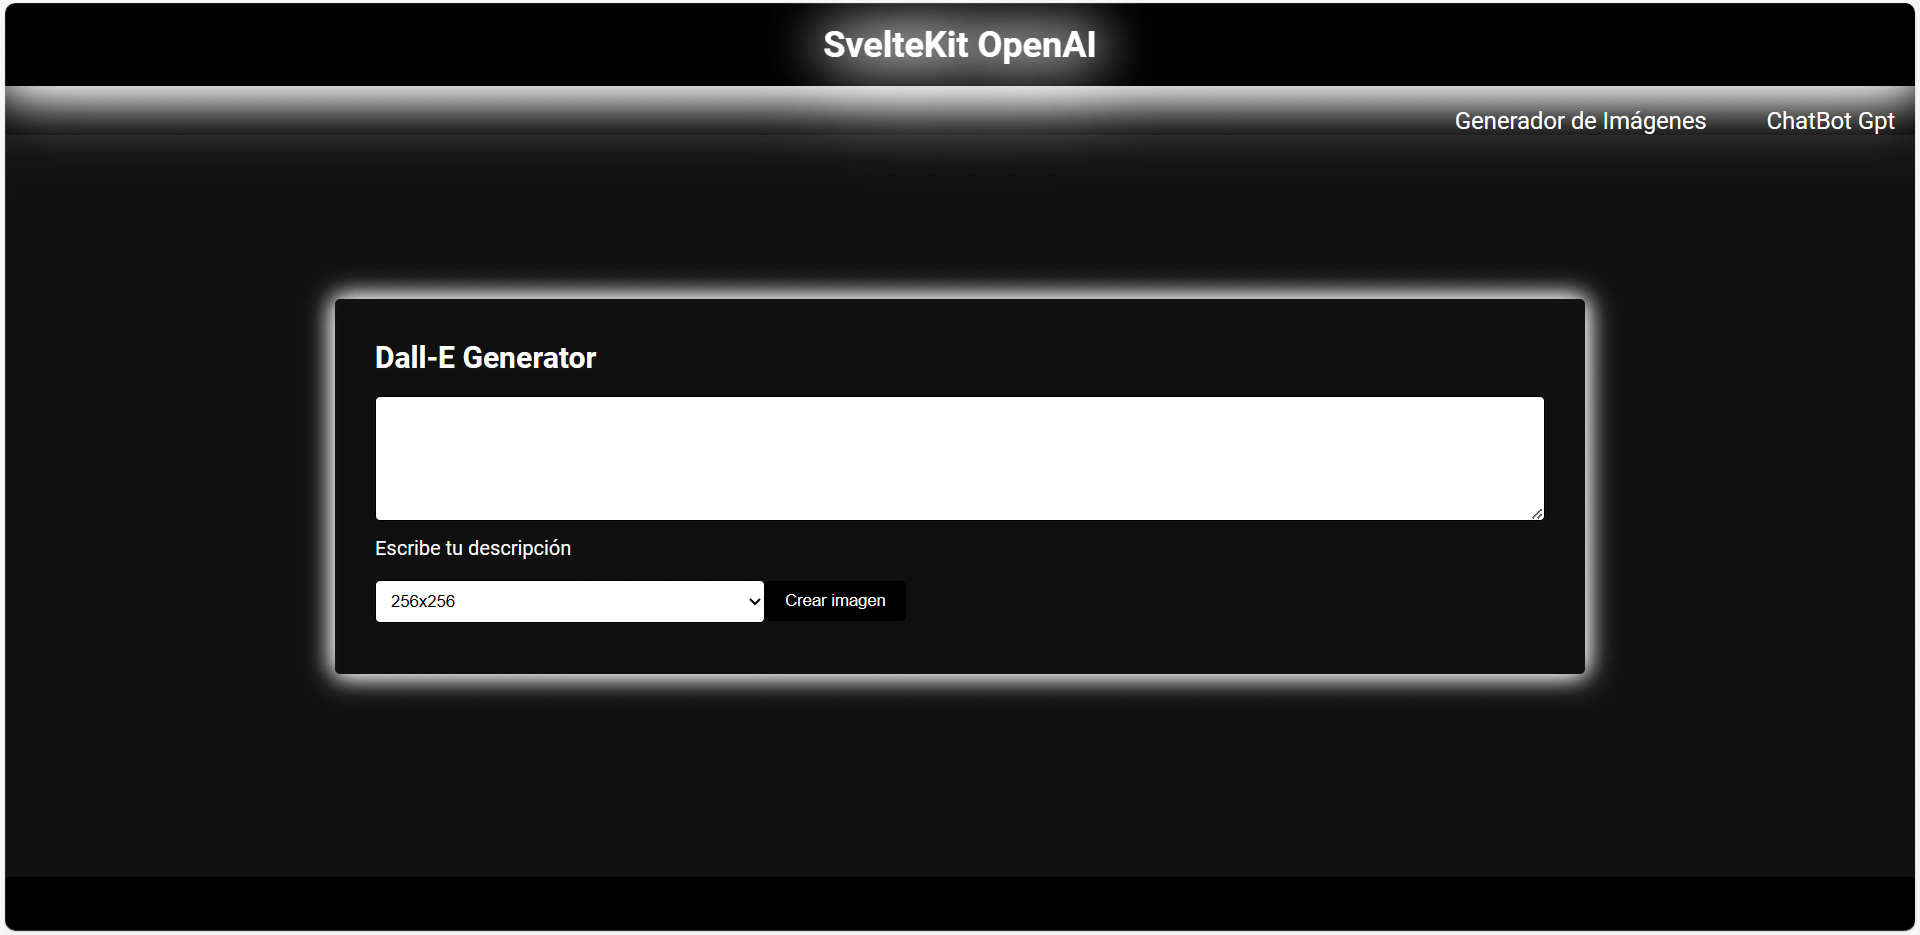 SvelteKit OpenAI
Generador de Imágenes
ChatBot Gpt
Dall-E Generator
Escribe tu descripción
256x256
Crear imagen